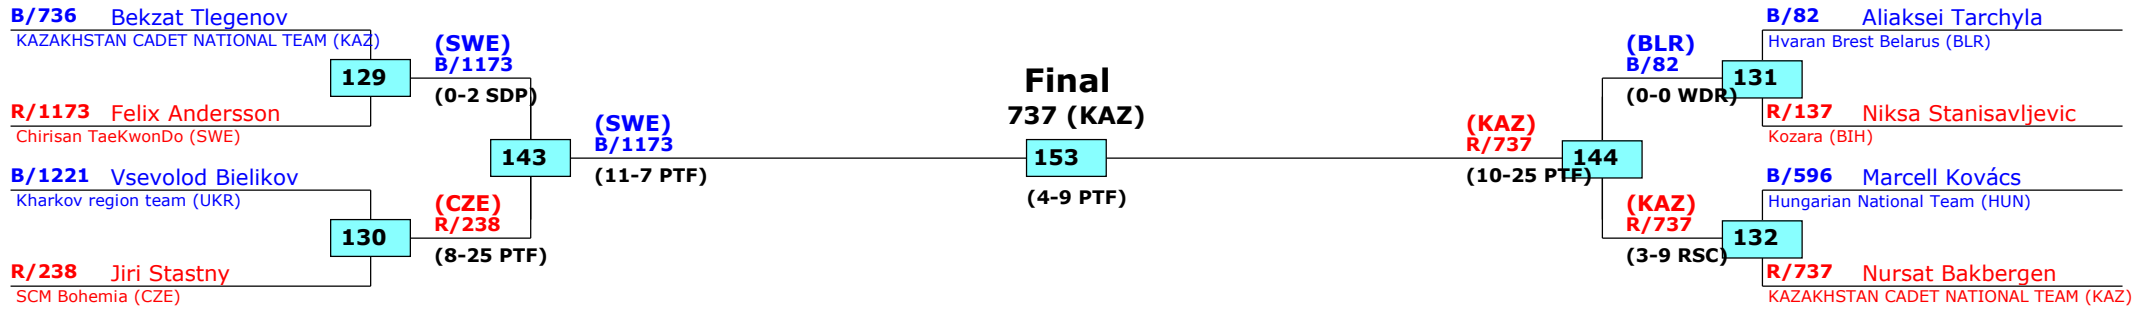 B/736 Bekzat Tlegenov
KAZAKHSTAN CADET NATIONAL TEAM (KAZ)
129
R/1173 Felix Andersson
Chirisan TaeKwonDo (SWE)
(SWE)
B/1173
(0-2 SDP)
B/1221 Vsevolod Bielikov
Kharkov region team (UKR)
130
R/238 Jiri Stastny
SCM Bohemia (CZE)
(CZE)
R/238
(8-25 PTF)
143
(SWE)
B/1173
(11-7 PTF)
Final
737 (KAZ)
153
(4-9 PTF)
(KAZ)
R/737
(10-25 PTF)
144
(BLR)
B/82
(0-0 WDR)
B/82 Aliaksei Tarchyla
Hvaran Brest Belarus (BLR)
131
R/137 Niksa Stanisavljevic
Kozara (BIH)
(KAZ)
R/737
(3-9 RSC)
B/596 Marcell Kovács
Hungarian National Team (HUN)
132
R/737 Nursat Bakbergen
KAZAKHSTAN CADET NATIONAL TEAM (KAZ)